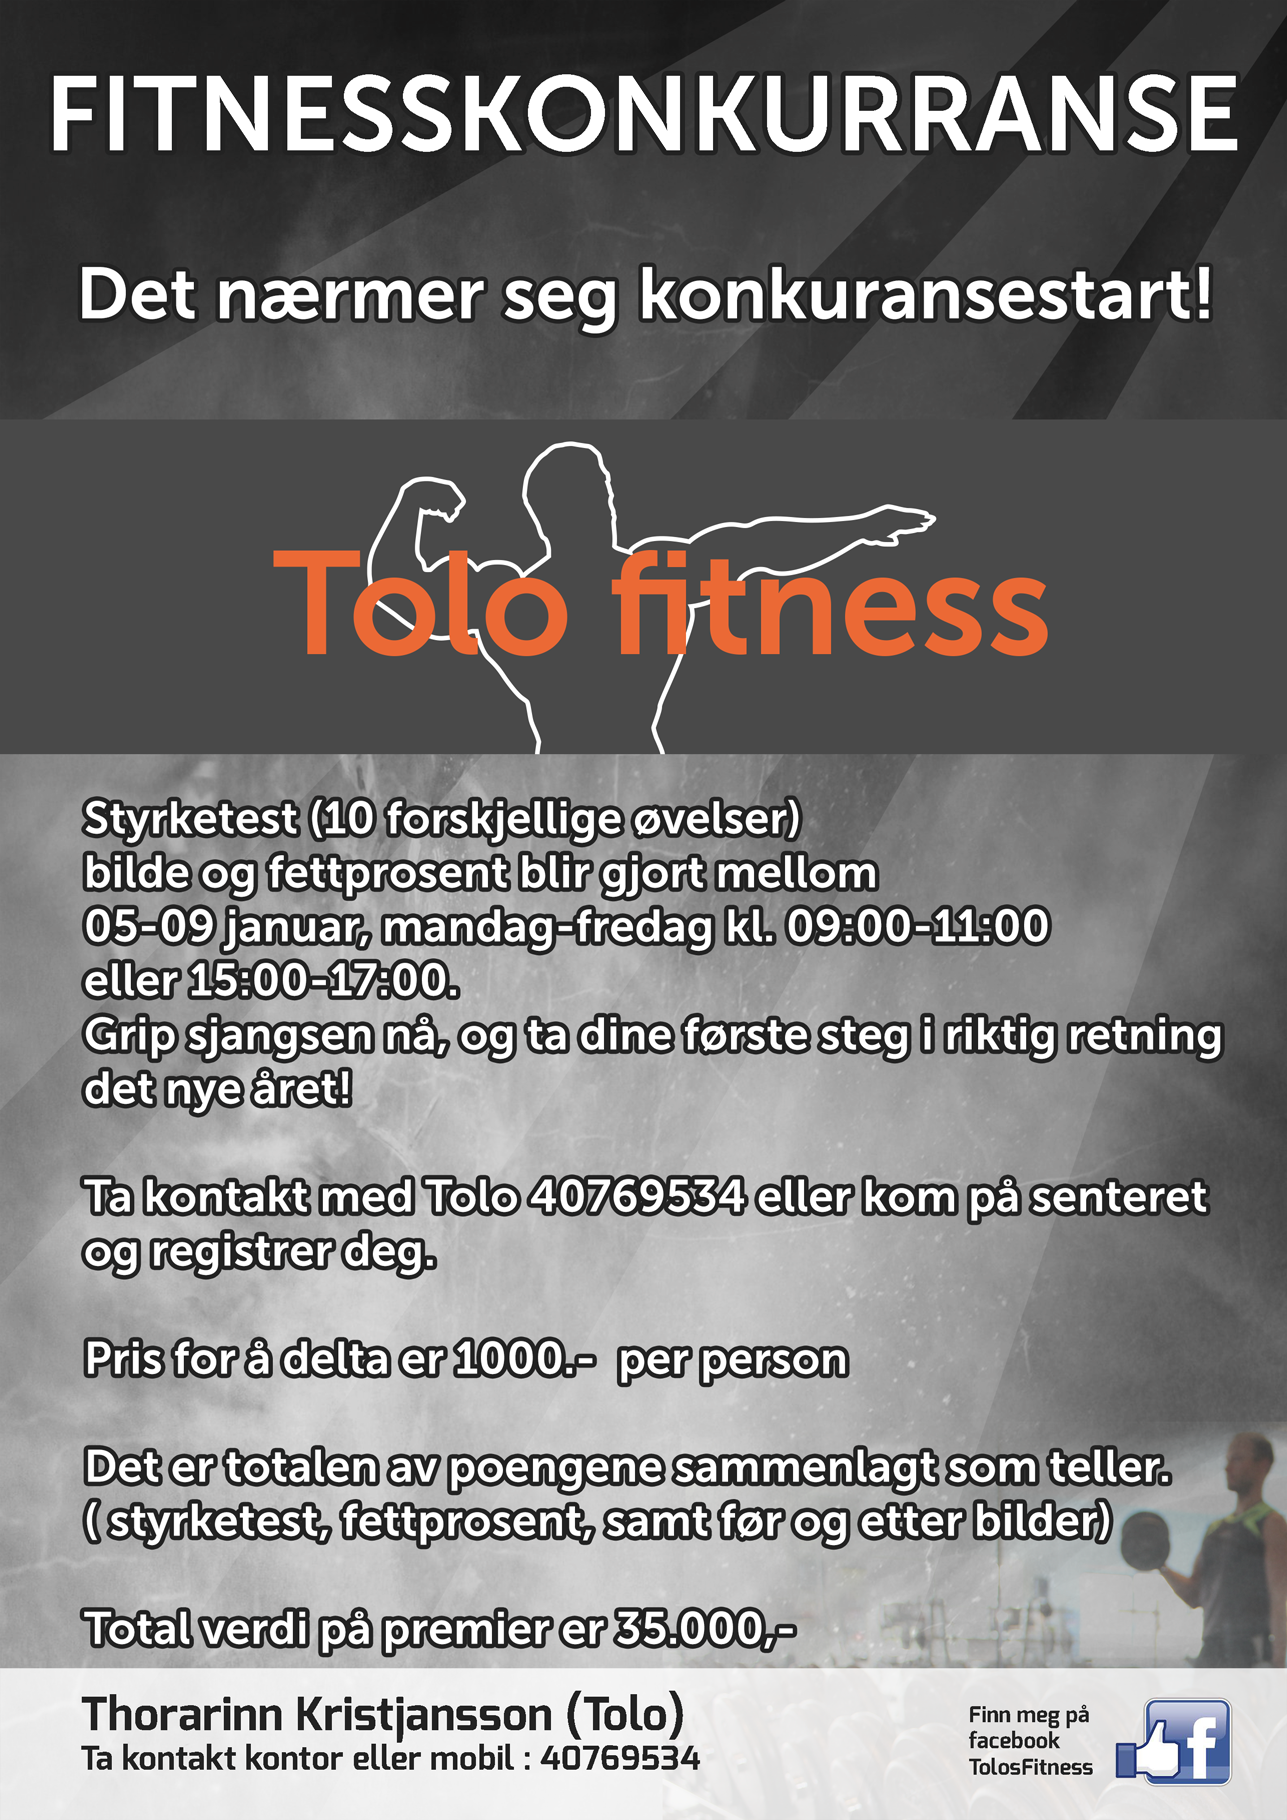 FITNESSKONKURRANSE
Det nærmer seg konkuransestart!
Tolo fitness
Styrketest (10 forskjellige øvelser)
bilde og fettprosent blir gjort mellom
05-09 januar, mandag-fredag kl. 09:00-11:00
eller 15:00-17:00.
Grip sjangsen nå, og ta dine første steg i riktig retning
det nye året!
Ta kontakt med Tolo 40769534 eller kom på senteret
og registrer deg.
Pris for å delta er 1000.- per person
Det er totalen av poengene sammenlagt som teller.
( styrketest, fettprosent, samt før og etter bilder)
Total verdi på premier er 35.000,-
Thorarinn Kristjansson (Tolo)
Ta kontakt kontor eller mobil : 40769534
Finn meg på
facebook
TolosFitness
f